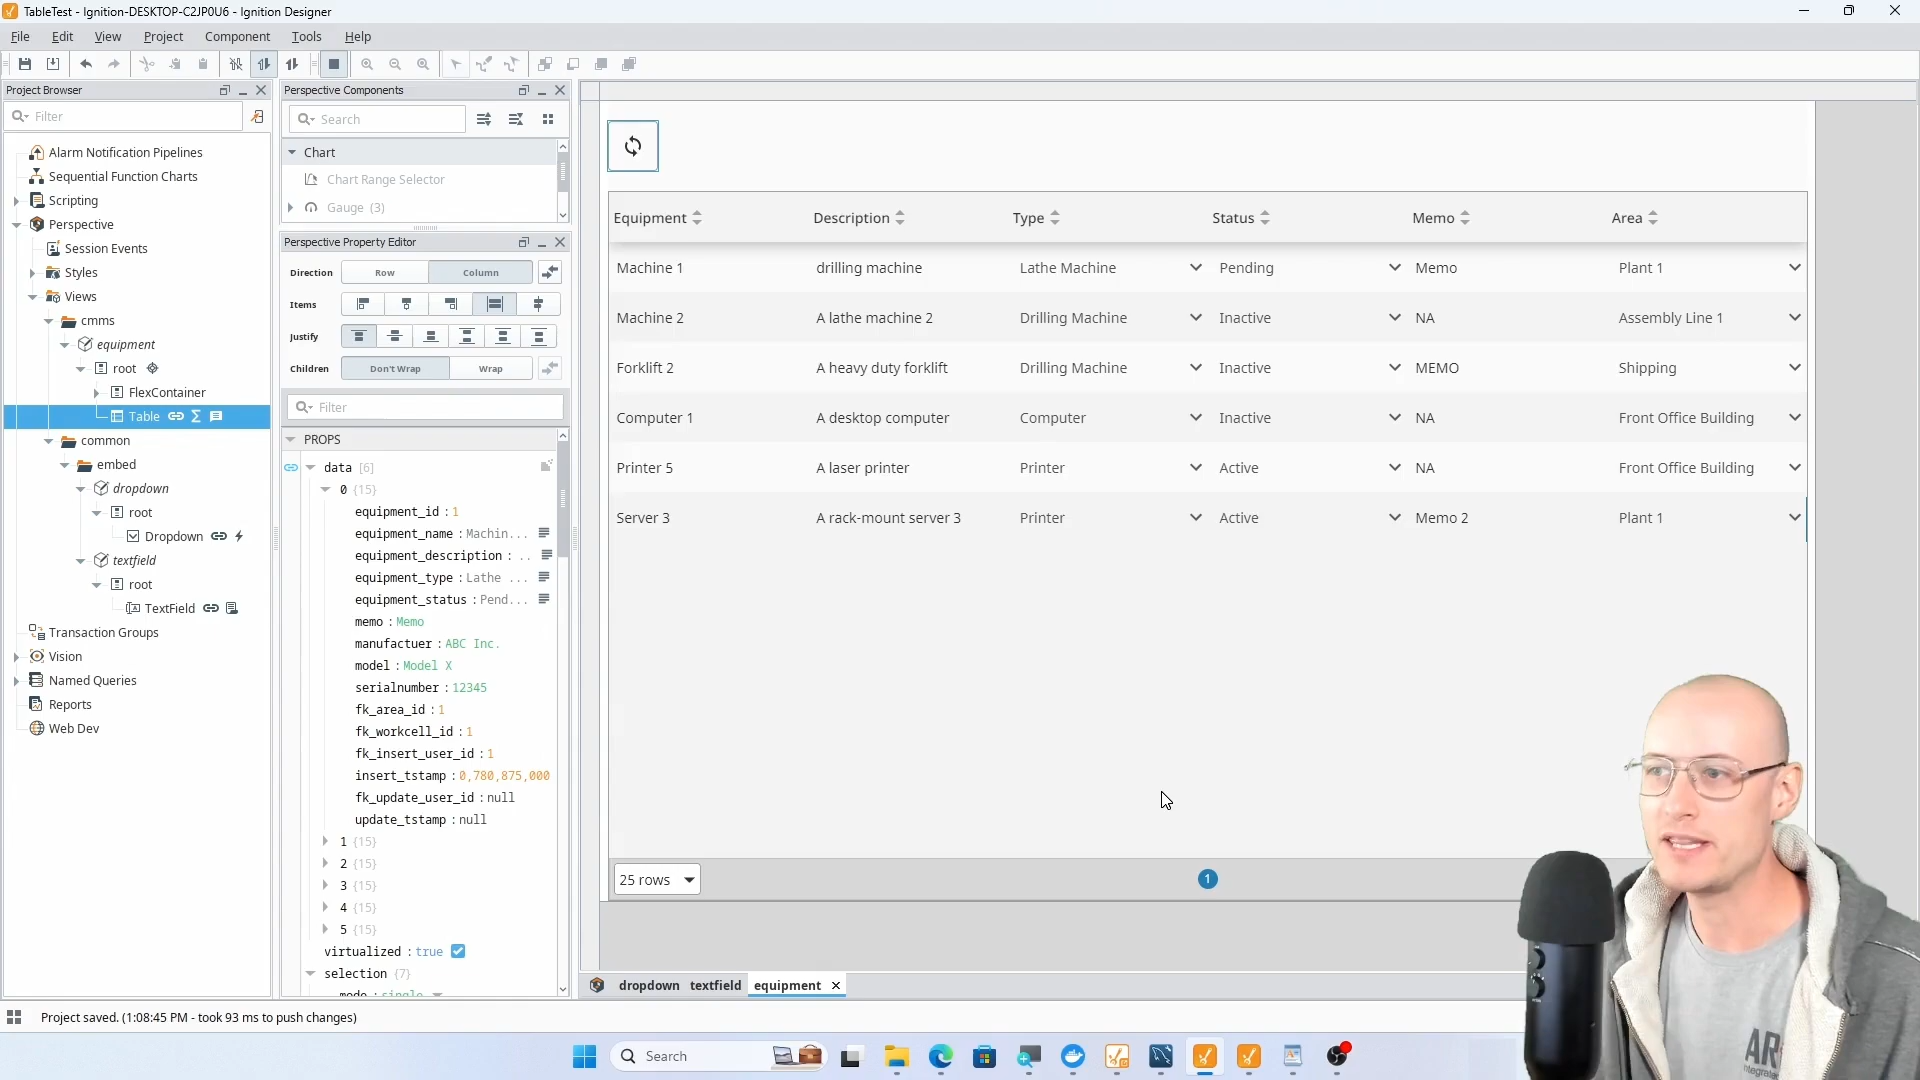 TableTest - Ignition-DESKTOP-C2JP0U6 - Ignition Designer
File Edit View Project Component Tools Help
Project Browser
Filter
Alarm Notification Pipelines
Sequential Function Charts
Scripting
Perspective
Session Events
Styles
Views
cmms
equipment
root
FlexContainer
Table
common
embed
dropdown
root
Dropdown
textfield
root
TextField
Transaction Groups
Vision
Named Queries
Reports
Web Dev
Perspective Components
Search
Chart
Chart Range Selector
Gauge (3)
Perspective Property Editor
Direction Row Column
Items
Justify
Children Don't Wrap Wrap
Filter
PROPS
data [6]
0 {15}
equipment_id : 1
equipment_name : Machin...
equipment_description : ..
equipment_type : Lathe ...
equipment_status : Pend...
memo : Memo
manufactuer : ABC Inc.
model : Model X
serialnumber : 12345
fk_area_id : 1
fk_workcell_id : 1
fk_insert_user_id : 1
insert_tstamp : 0,780,875,000
fk_update_user_id : null
update_tstamp : null
1 {15}
2 {15}
3 {15}
4 {15}
5 {15}
virtualized : true
selection {7}
mode : single
Equipment Description Type Status Memo Area
Machine 1 drilling machine Lathe Machine Pending Memo Plant 1
Machine 2 A lathe machine 2 Drilling Machine Inactive NA Assembly Line 1
Forklift 2 A heavy duty forklift Drilling Machine Inactive MEMO Shipping
Computer 1 A desktop computer Computer Inactive NA Front Office Building
Printer 5 A laser printer Printer Active NA Front Office Building
Server 3 A rack-mount server 3 Printer Active Memo 2 Plant 1
25 rows 1
dropdown textfield equipment
Project saved. (1:08:45 PM - took 93 ms to push changes)
Search